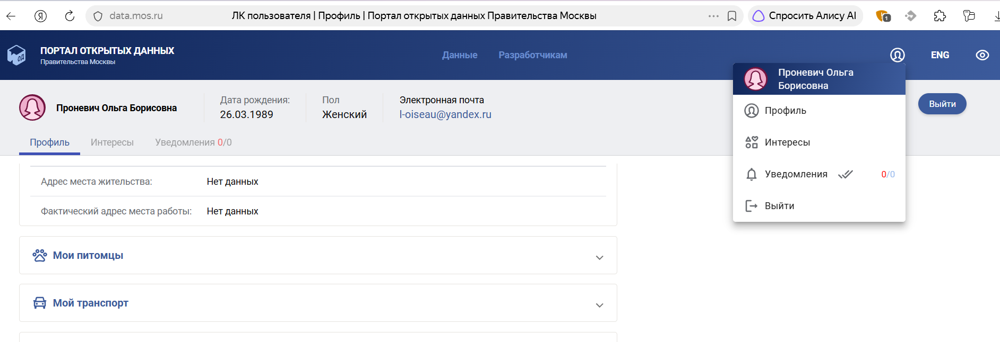 data.mos.ru
ЛК пользователя | Профиль | Портал открытых данных Правительства Москвы
Спросить Алису AI
1
ПОРТАЛ ОТКРЫТЫХ ДАННЫХ
Правительства Москвы
Данные
Разработчикам
ENG
Проневич Ольга Борисовна
Дата рождения:
26.03.1989
Пол
Женский
Электронная почта
l-oiseau@yandex.ru
Выйти
Профиль
Интересы
Уведомления 0/0
Проневич Ольга
Борисовна
Профиль
Интересы
Уведомления 0/0
Выйти
Адрес места жительства: Нет данных
Фактический адрес места работы: Нет данных
Мои питомцы
Мой транспорт